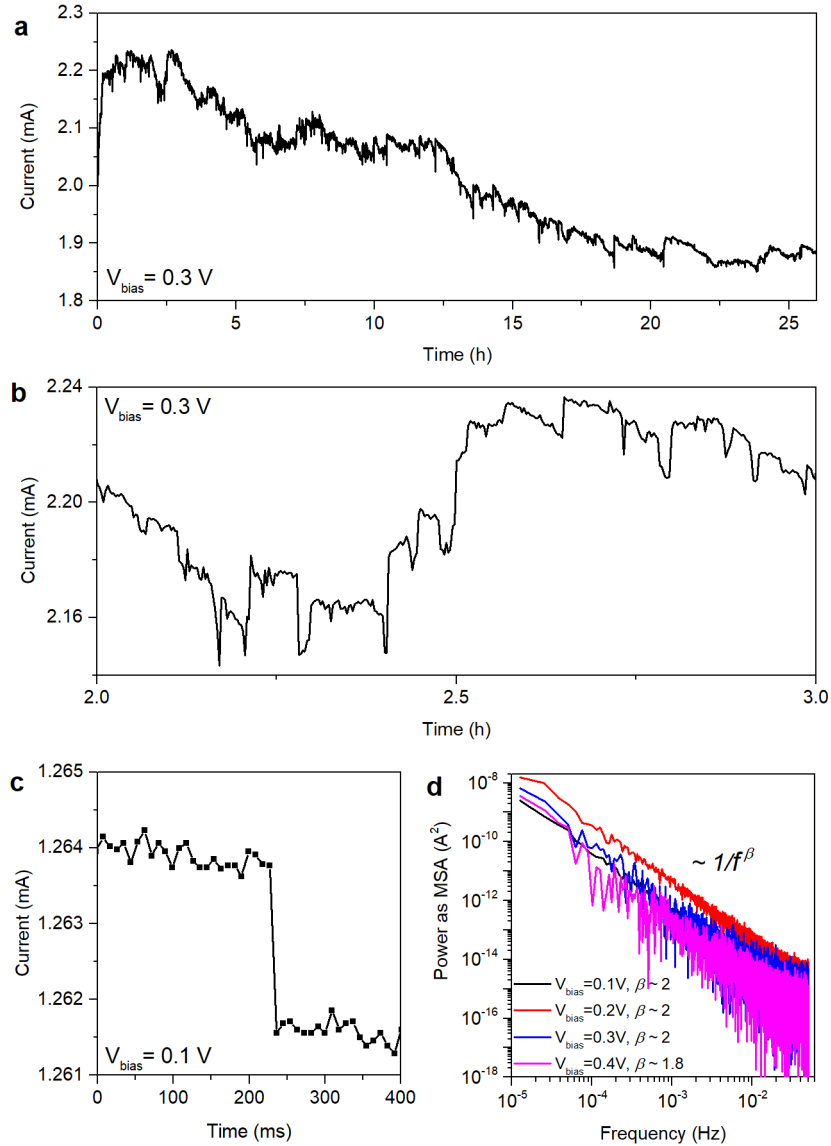 a
2.3
2.2
2.1
2.0
1.9
1.8
Current (mA)
V_bias= 0.3 V
0 5 10 15 20 25
Time (h)
b
2.24
2.20
2.16
Current (mA)
V_bias= 0.3 V
2.0 2.5 3.0
Time (h)
c
1.265
1.264
1.263
1.262
1.261
Current (mA)
V_bias= 0.1 V
0 100 200 300 400
Time (ms)
d
10^-8
10^-10
10^-12
10^-14
10^-16
10^-18
Power as MSA (A^2)
~ 1/f^β
V_bias=0.1V, β ~ 2
V_bias=0.2V, β ~ 2
V_bias=0.3V, β ~ 2
V_bias=0.4V, β ~ 1.8
10^-5 10^-4 10^-3 10^-2
Frequency (Hz)